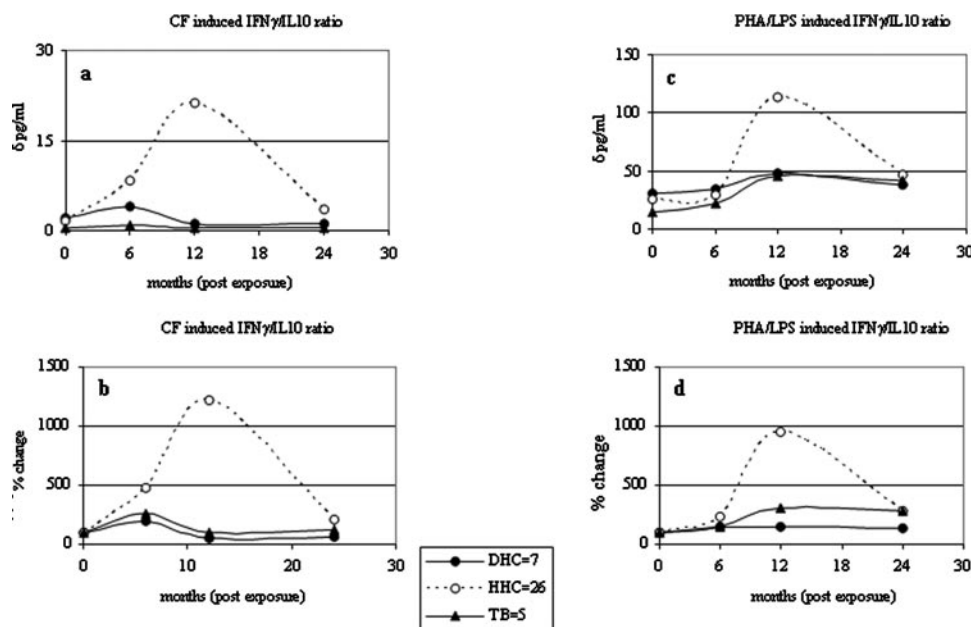 CF induced IFNγ/IL10 ratio
a
30
15
0
δ pg/ml
0 6 12 18 24 30
months (post exposure)
PHA/LPS induced IFNγ/IL10 ratio
c
150
100
50
0
δ pg/ml
0 6 12 18 24 30
months (post exposure)
CF induced IFNγ/IL10 ratio
b
1500
1000
500
0
% change
0 10 20 30
months (post exposure)
PHA/LPS induced IFNγ/IL10 ratio
d
1500
1000
500
0
% change
0 6 12 18 24 30
months (post exposure)
DHC=7
HHC=26
TB=5